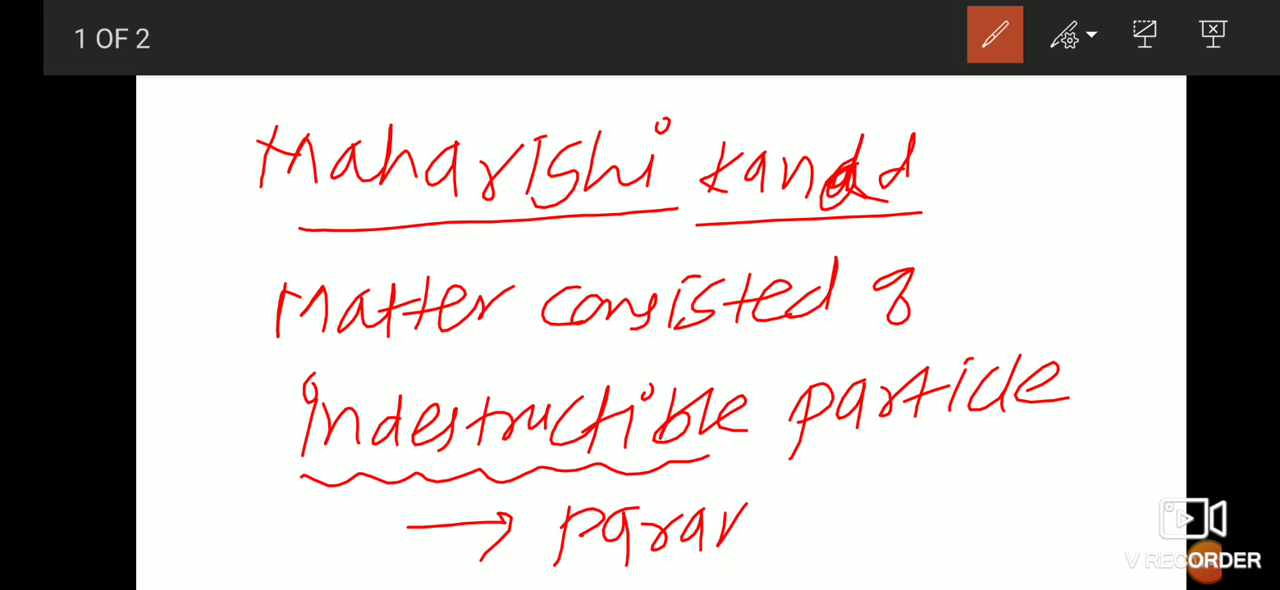 1 OF 2
Maharishi Kanad
Matter consisted of
Indestructible particle
→ Parav
V RECORDER